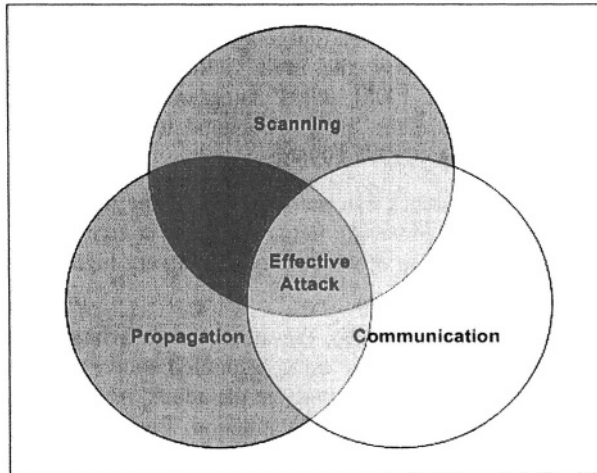 Scanning
Effective
Attack
Propagation
Communication